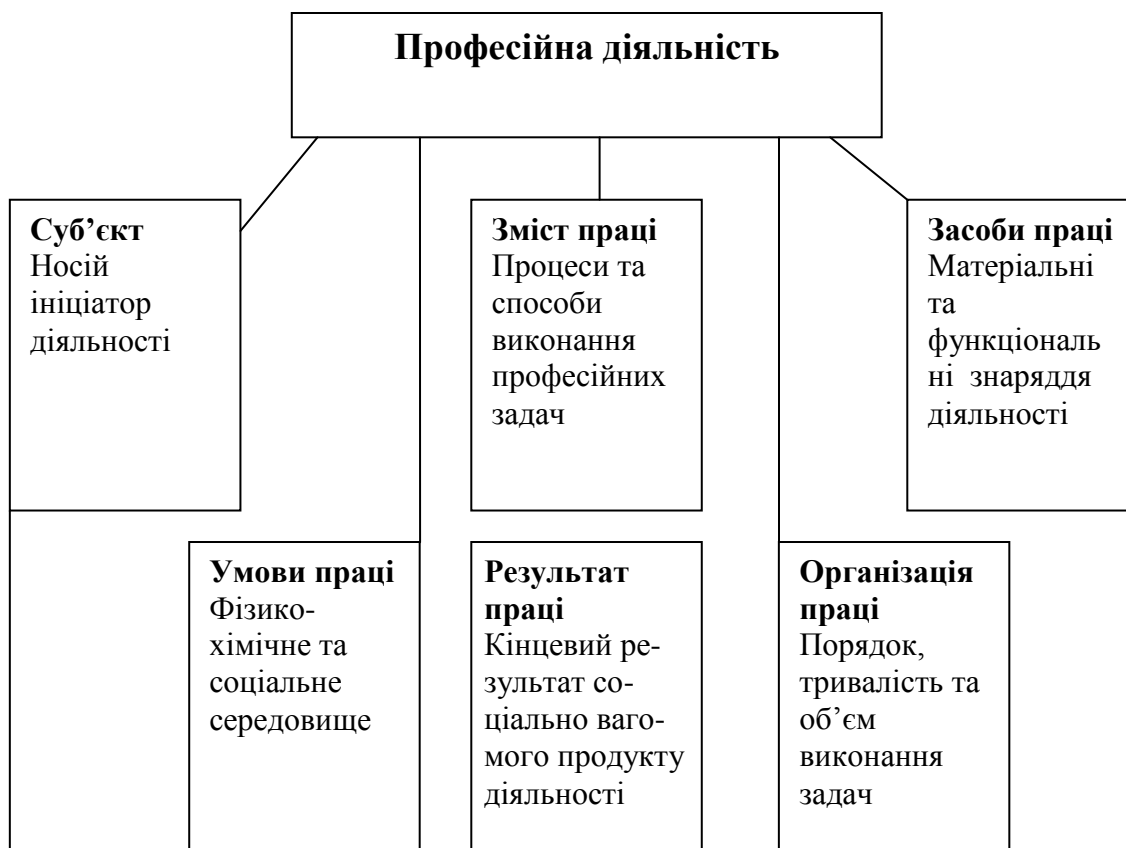 Професійна діяльність
Суб’єкт
Носій
ініціатор
діяльності
Зміст праці
Процеси та
способи
виконання
професійних
задач
Засоби праці
Матеріальні
та
функціональ
ні знаряддя
діяльності
Умови праці
Фізико-
хімічне та
соціальне
середовище
Результат
праці
Кінцевий ре-
зультат со-
ціально ваго-
мого продукту
діяльності
Організація
праці
Порядок,
тривалість та
об’єм
виконання
задач